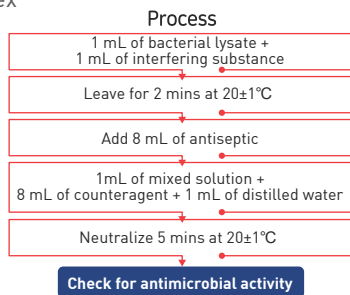 ex
Process
1 mL of bacterial lysate +
1 mL of interfering substance
Leave for 2 mins at 20±1℃
Add 8 mL of antiseptic
1mL of mixed solution +
8 mL of counteragent + 1 mL of distilled water
Neutralize 5 mins at 20±1℃
Check for antimicrobial activity